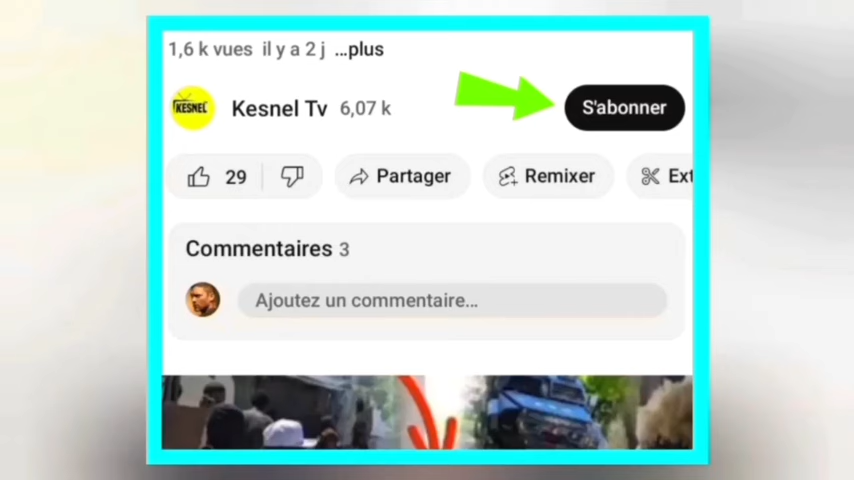 1,6 k vues il y a 2 j ...plus
KESNEL
Kesnel Tv 6,07 k
S'abonner
29
Partager
Remixer
Ext
Commentaires 3
Ajoutez un commentaire...